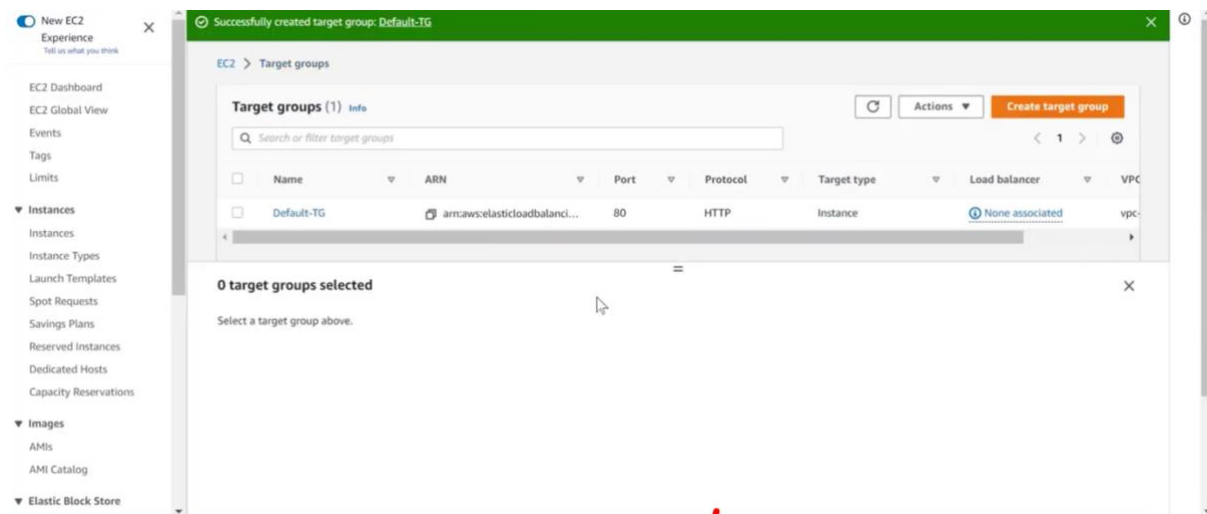 New EC2
Experience
Tell us what you think
EC2 Dashboard
EC2 Global View
Events
Tags
Limits
Instances
Instances
Instance Types
Launch Templates
Spot Requests
Savings Plans
Reserved Instances
Dedicated Hosts
Capacity Reservations
Images
AMIs
AMI Catalog
Elastic Block Store
Successfully created target group: Default-TG
EC2 > Target groups
Target groups (1) Info
Actions
Create target group
Search or filter target groups
1
Name ARN Port Protocol Target type Load balancer VPC
Default-TG arn:aws:elasticloadbalanci... 80 HTTP Instance None associated vpc-
0 target groups selected
Select a target group above.